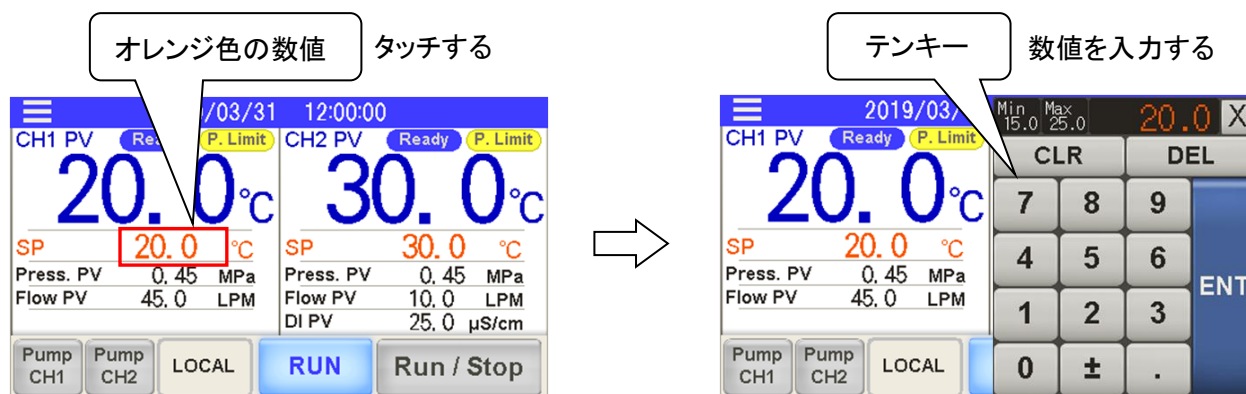 オレンジ色の数値 タッチする
/03/31 12:00:00
CH1 PV P. Limit
20.0℃
SP 20.0 ℃
Press. PV 0.45 MPa
Flow PV 45.0 LPM
CH2 PV Ready P. Limit
30.0℃
SP 30.0 ℃
Press. PV 0.45 MPa
Flow PV 10.0 LPM
DI PV 25.0 µS/cm
Pump CH1
Pump CH2
LOCAL
RUN
Run / Stop
テンキー 数値を入力する
2019/03/
CH1 PV Ready P. Limit
20.0℃
SP 20.0 ℃
Press. PV 0.45 MPa
Flow PV 45.0 LPM
Pump CH1
Pump CH2
LOCAL
Min 15.0 Max 25.0 20.0 X
CLR DEL
7 8 9
4 5 6
ENT
1 2 3
0 ± .